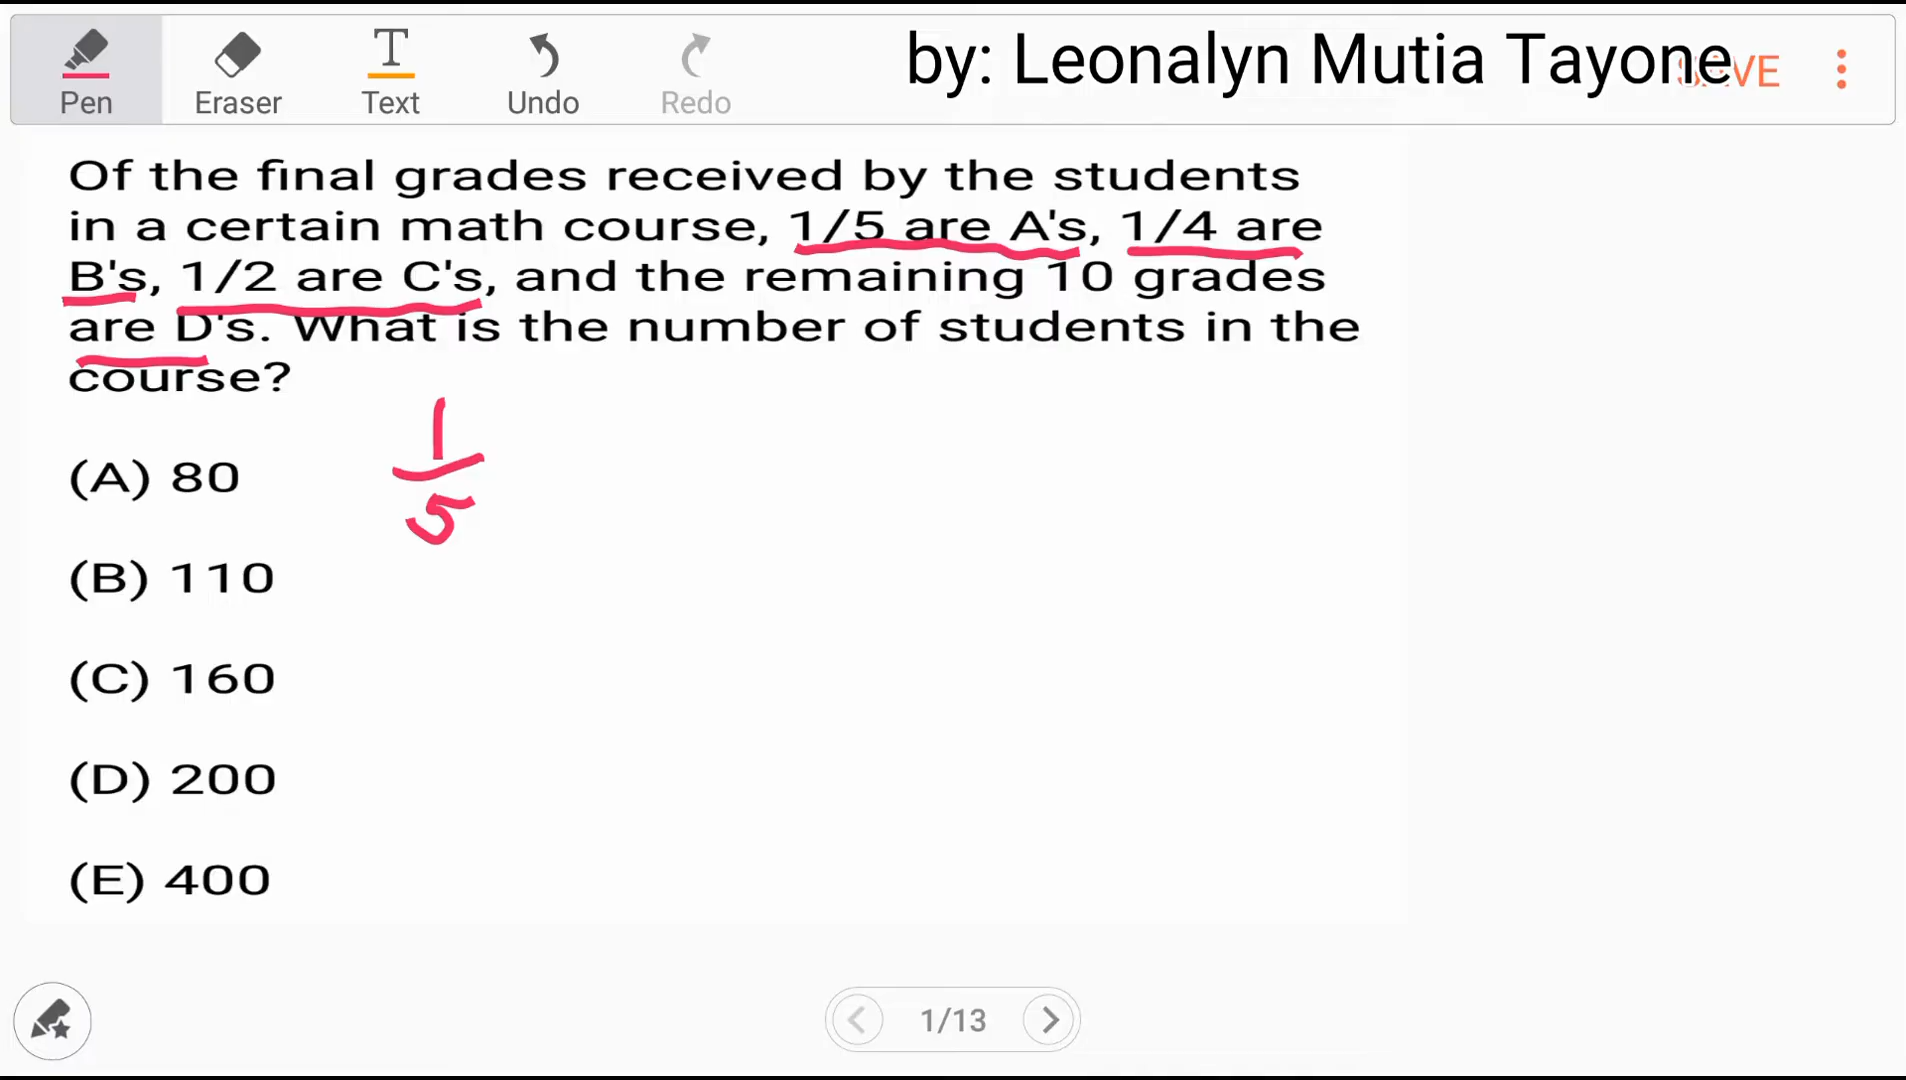 by: Leonalyn Mutia Tayone
VE
Pen
Eraser
T
Text
Undo
Redo
Of the final grades received by the students
in a certain math course, 1/5 are A's, 1/4 are
B's, 1/2 are C's, and the remaining 10 grades
are D's. What is the number of students in the
course?
1
5
(A) 80
(B) 110
(C) 160
(D) 200
(E) 400
1/13